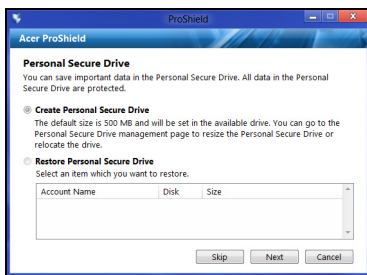 ProShield
Acer ProShield
Personal Secure Drive
You can save important data in the Personal Secure Drive. All data in the Personal
Secure Drive are protected.
Create Personal Secure Drive
The default size is 500 MB and will be set in the available drive. You can go to the
Personal Secure Drive management page to resize the Personal Secure Drive or
relocate the drive.
Restore Personal Secure Drive
Select an item which you want to restore.
Account Name Disk Size
Skip Next Cancel